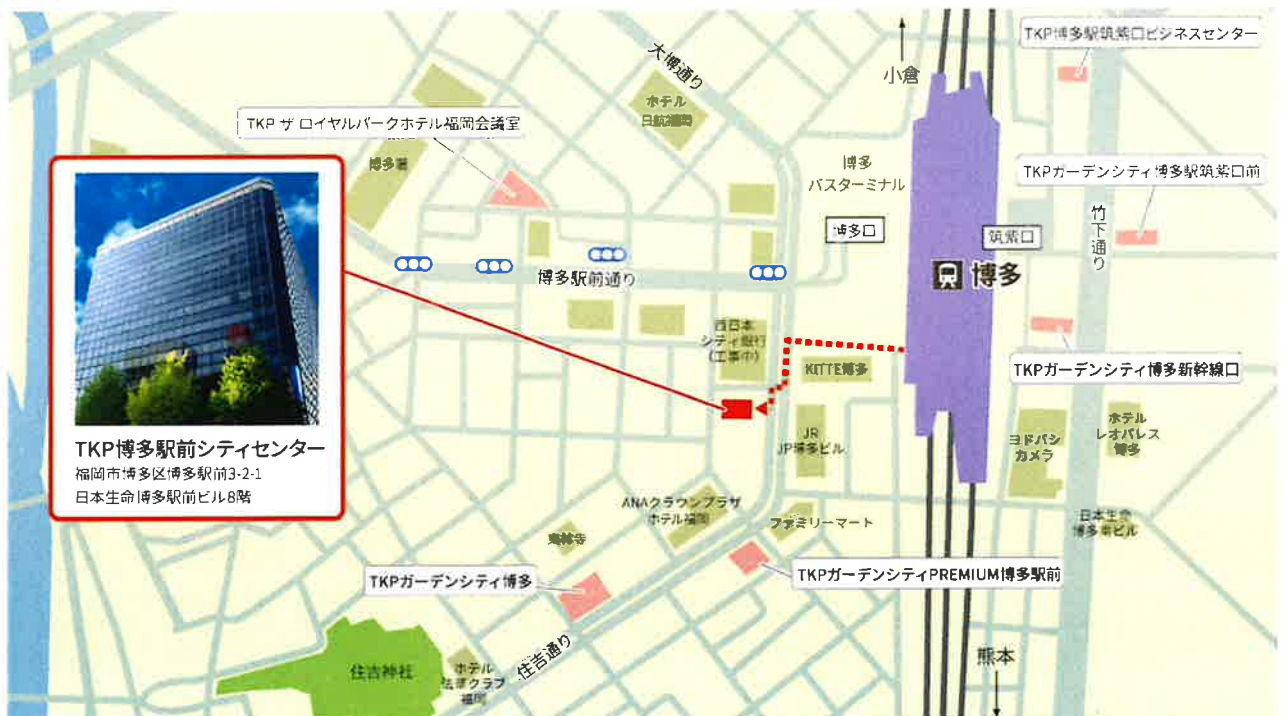 TKP博多駅筑紫口ビジネスセンター
小倉
大博通り
ホテル
日航福岡
TKP ザ ロイヤルパークホテル福岡会議室
博多署
博多
バスターミナル
TKPガーデンシティ博多駅筑紫口前
竹下通り
博多口
筑紫口
博多駅前通り
博多
西日本
シティ銀行
(工事中)
KITTE博多
TKPガーデンシティ博多新幹線口
TKP博多駅前シティセンター
福岡市博多区博多駅前3-2-1
日本生命博多駅前ビル8階
JR
JP博多ビル
ヨドバシ
カメラ
ホテル
レオパレス
博多
ANAクラウンプラザ
ホテル福岡
ファミリーマート
日本生命
博多南ビル
東林寺
TKPガーデンシティ博多
TKPガーデンシティPREMIUM博多駅前
住吉通り
住吉神社
ホテル
法華クラブ
福岡
熊本